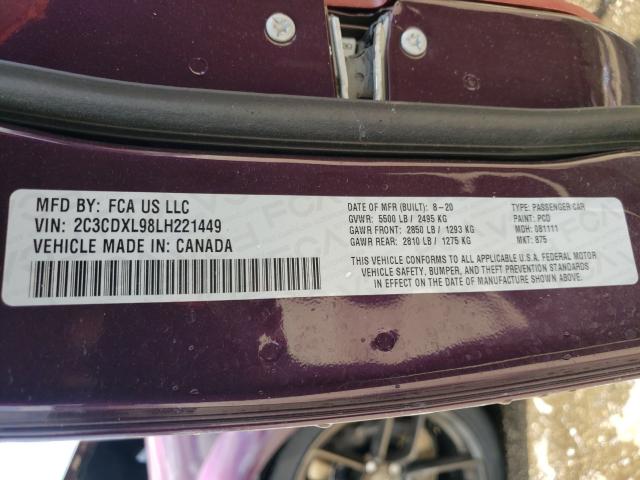 MFD BY: FCA US LLC
VIN: 2C3CDXL98LH221449
VEHICLE MADE IN: CANADA
DATE OF MFR (BUILT): 8-20
GVWR: 5500 LB / 2495 KG
GAWR FRONT: 2850 LB / 1293 KG
GAWR REAR: 2810 LB / 1275 KG
TYPE: PASSENGER CAR
PAINT: PCD
MDH: 081111
MKT: 875
THIS VEHICLE CONFORMS TO ALL APPLICABLE U.S.A. FEDERAL MOTOR
VEHICLE SAFETY, BUMPER, AND THEFT PREVENTION STANDARDS
IN EFFECT ON THE DATE OF MANUFACTURE SHOWN ABOVE.